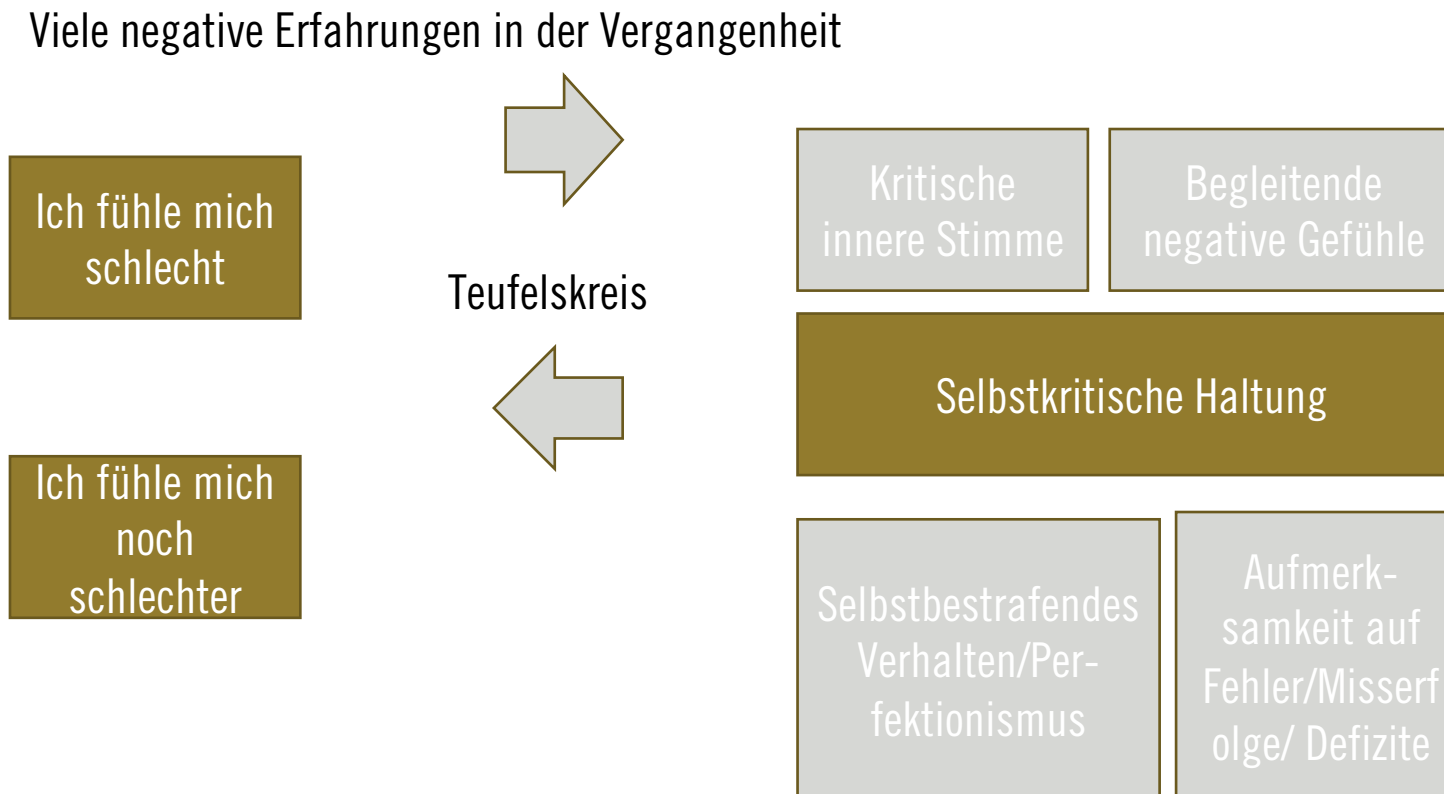 Viele negative Erfahrungen in der Vergangenheit
Ich fühle mich
schlecht
Teufelskreis
Ich fühle mich
noch
schlechter
Kritische
innere Stimme
Begleitende
negative Gefühle
Selbstkritische Haltung
Selbstbestrafendes
Verhalten/Per-
fektionismus
Aufmerk-
samkeit auf
Fehler/Misserf
olge/ Defizite